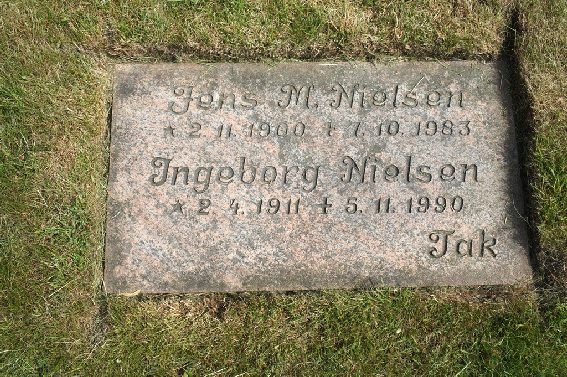 Jens M. Nielsen
* 2. 11. 1900 + 7. 10. 1983
Ingeborg Nielsen
* 2. 4. 1911 + 5. 11. 1990
Tak